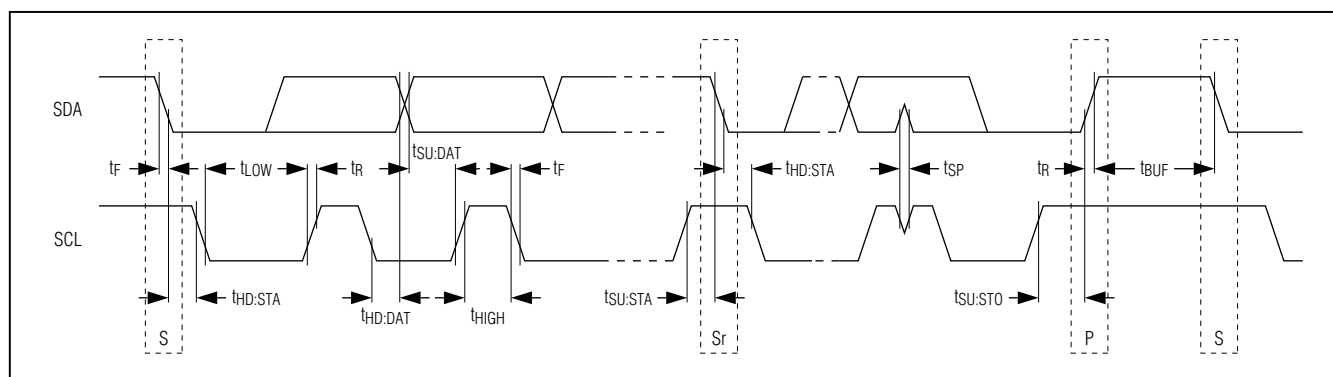 SDA
tF
tLOW
tR
tSU:DAT
tF
tHD:STA
tSP
tR
tBUF
SCL
tHD:STA
tHD:DAT
tHIGH
tSU:STA
tSU:STO
S
Sr
P
S